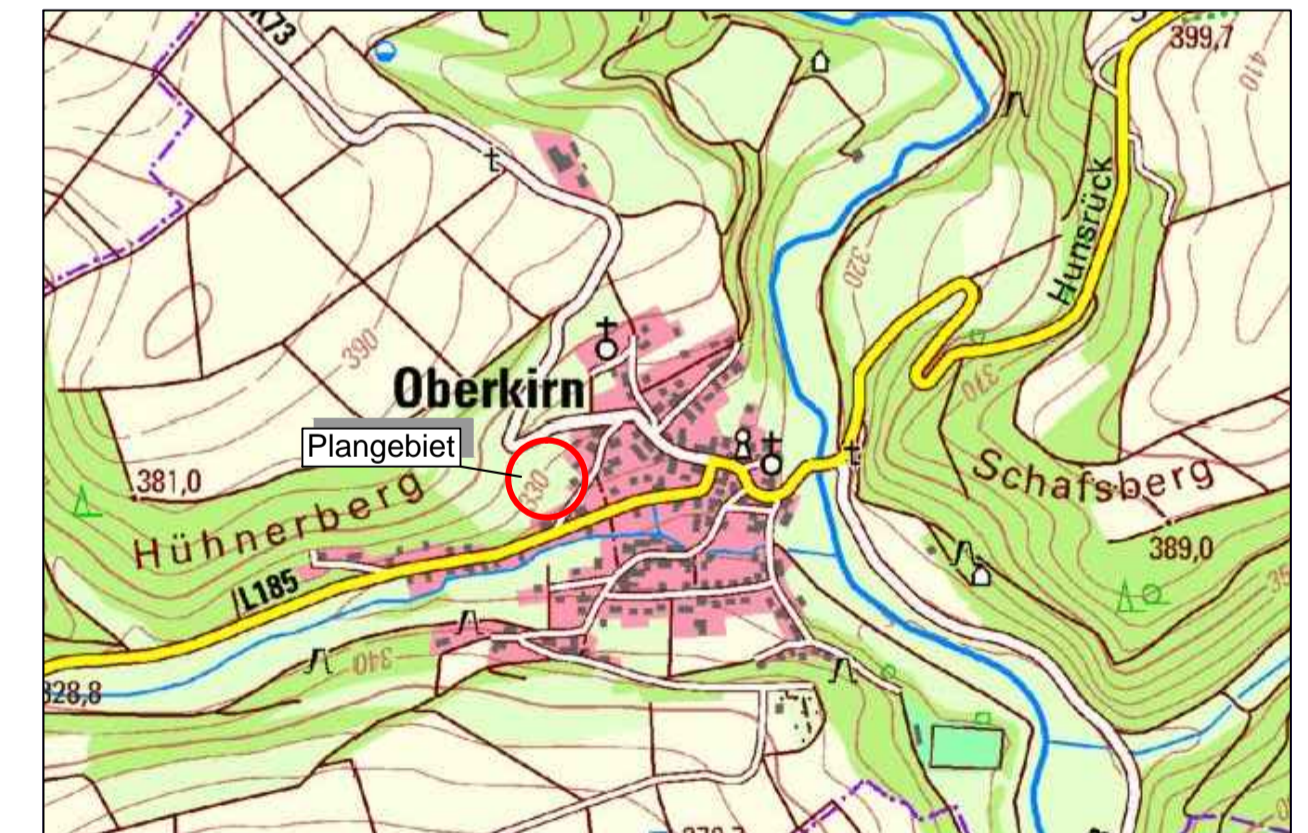 K73
399,7
410
Hunsrück
320
390
370
Oberkirn
Plangebiet
330
381,0
Schafsberg
Hühnerberg
389,0
L185
340
328,8